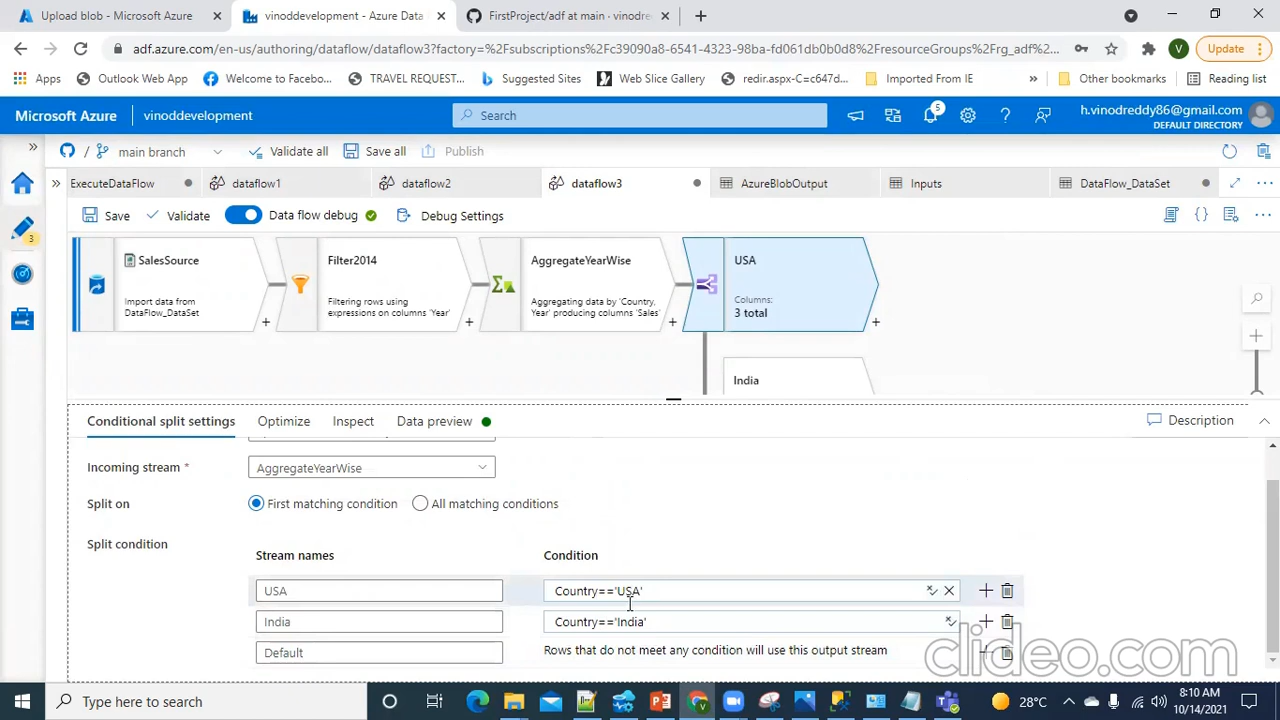 Upload blob - Microsoft Azure
vinoddevelopment - Azure Data
FirstProject/adf at main · vinodre
adf.azure.com/en-us/authoring/dataflow/dataflow3?factory=%2Fsubscriptions%2Fc39090a8-6541-4323-98ba-fd061db0b0d8%2FresourceGroups%2Frg_adf%2...
V
Update
Apps
Outlook Web App
Welcome to Facebo...
TRAVEL REQUEST...
Suggested Sites
Web Slice Gallery
redir.aspx-C=c647d...
Imported From IE
»
Other bookmarks
Reading list
Microsoft Azure
vinoddevelopment
Search
5
h.vinodreddy86@gmail.com
DEFAULT DIRECTORY
/ main branch
Validate all
Save all
Publish
ExecuteDataFlow
dataflow1
dataflow2
dataflow3
AzureBlobOutput
Inputs
DataFlow_DataSet
3
Save
Validate
Data flow debug
Debug Settings
SalesSource
Import data from
DataFlow_DataSet
Filter2014
Filtering rows using
expressions on columns 'Year'
AggregateYearWise
Aggregating data by 'Country,
Year' producing columns 'Sales'
USA
Columns:
3 total
India
Conditional split settings
Optimize
Inspect
Data preview
Description
Incoming stream *
AggregateYearWise
Split on
First matching condition
All matching conditions
Split condition
Stream names
Condition
USA
Country=='USA'
India
Country=='India'
Default
Rows that do not meet any condition will use this output stream
clideo.com
Type here to search
28°C
8:10 AM
10/14/2021